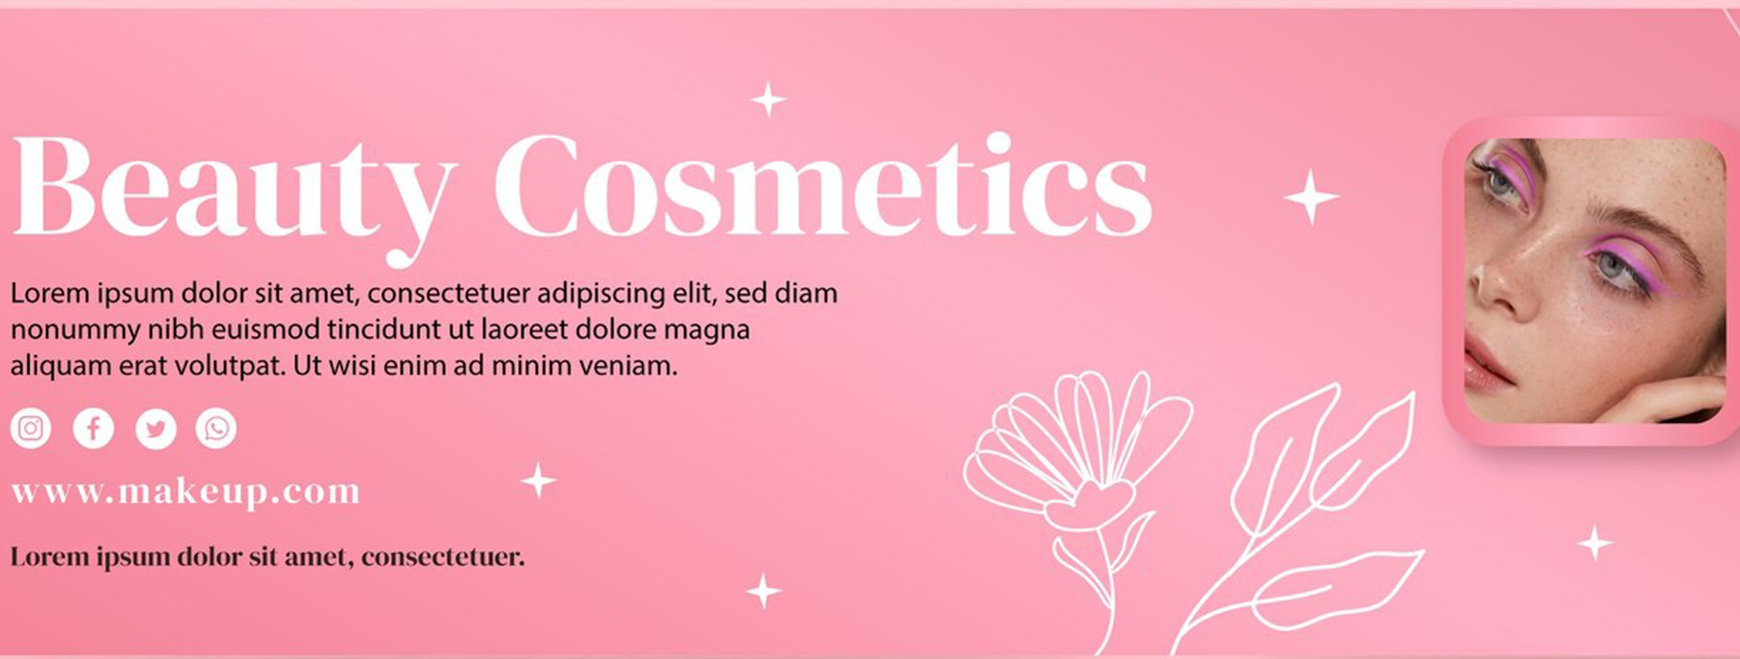 Beauty Cosmetics
Lorem ipsum dolor sit amet, consectetuer adipiscing elit, sed diam
nonummy nibh euismod tincidunt ut laoreet dolore magna
aliquam erat volutpat. Ut wisi enim ad minim veniam.
www.makeup.com
Lorem ipsum dolor sit amet, consectetuer.